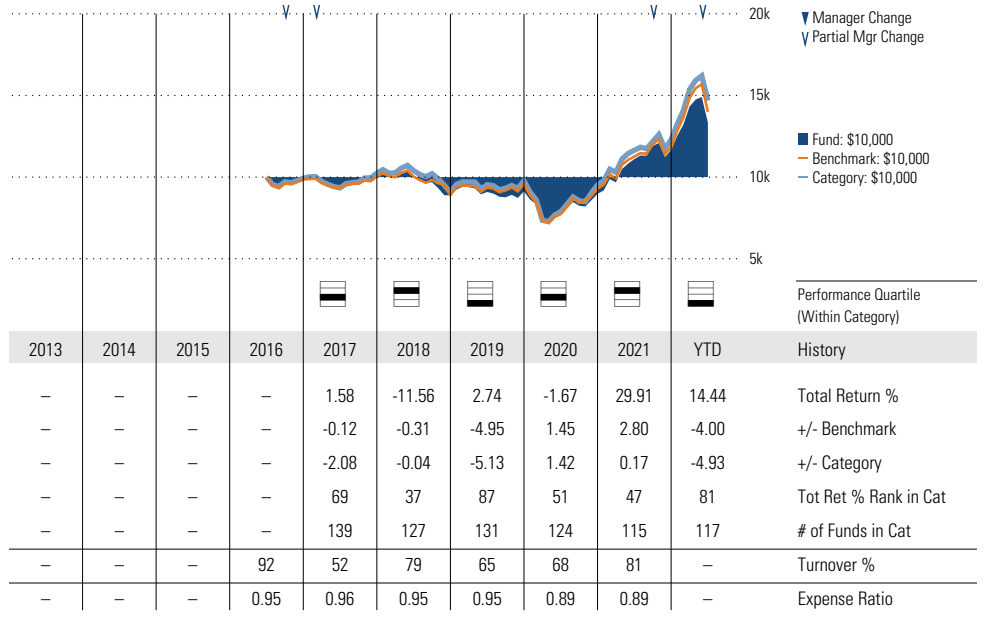 20k
Manager Change
Partial Mgr Change
15k
Fund: $10,000
Benchmark: $10,000
Category: $10,000
10k
5k
Performance Quartile
(Within Category)
2013 2014 2015 2016 2017 2018 2019 2020 2021 YTD History
– – – – 1.58 -11.56 2.74 -1.67 29.91 14.44 Total Return %
– – – – -0.12 -0.31 -4.95 1.45 2.80 -4.00 +/- Benchmark
– – – – -2.08 -0.04 -5.13 1.42 0.17 -4.93 +/- Category
– – – – 69 37 87 51 47 81 Tot Ret % Rank in Cat
– – – – 139 127 131 124 115 117 # of Funds in Cat
– – – 92 52 79 65 68 81 – Turnover %
– – – 0.95 0.96 0.95 0.95 0.89 0.89 – Expense Ratio